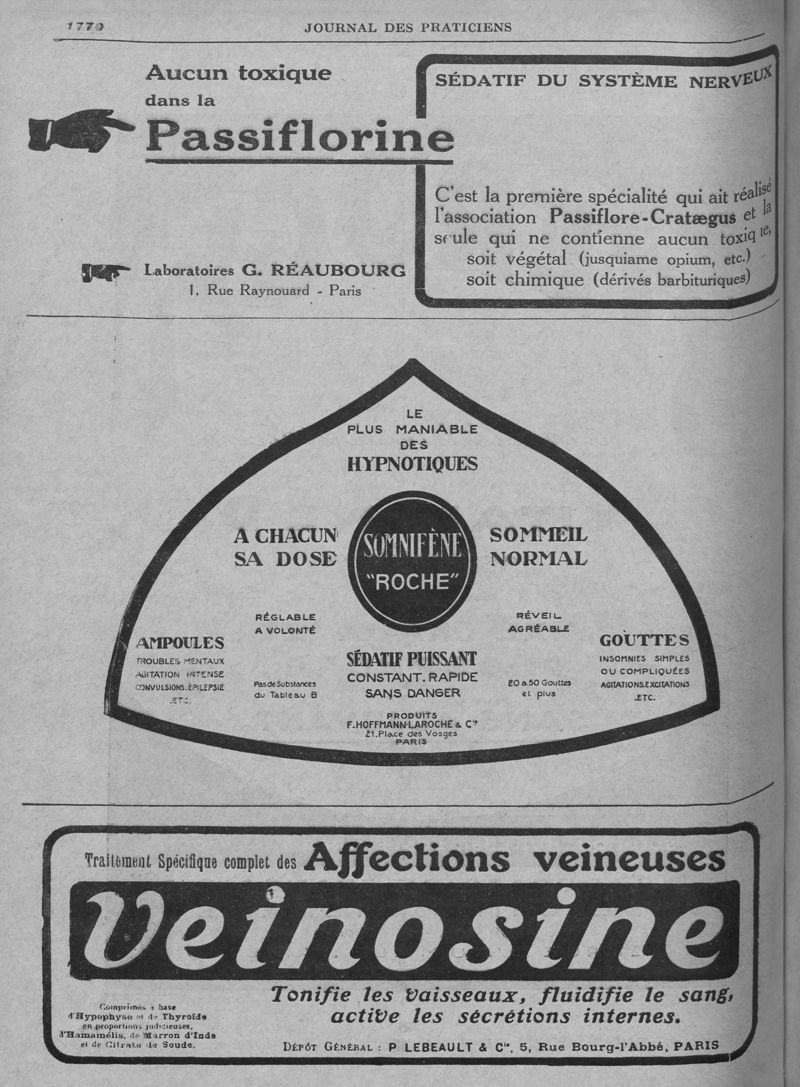 1770
JOURNAL DES PRATICIENS
Aucun toxique
dans la
Passiflorine
Laboratoires G. RÉAUBOURG
1, Rue Raynouard - Paris
SÉDATIF DU SYSTÈME NERVEUX
C'est la première spécialité qui ait réalisé
l'association Passiflore-Cratægus et la
seule qui ne contienne aucun toxique,
soit végétal (jusquiame opium, etc.)
soit chimique (dérivés barbituriques)
LE
PLUS MANIABLE
DES
HYPNOTIQUES
A CHACUN
SA DOSE
SOMNIFÈNE
"ROCHE"
SOMMEIL
NORMAL
RÉGLABLE
A VOLONTÉ
RÉVEIL
AGRÉABLE
AMPOULES
TROUBLES MENTAUX
AGITATION INTENSE
CONVULSIONS.ÉPILEPSIE
.ETC.
Pas de Substances
du Tableau B
SÉDATIF PUISSANT
CONSTANT. RAPIDE
SANS DANGER
20 à 50 Gouttes
et plus
GOUTTES
INSOMNIES SIMPLES
OU COMPLIQUÉES
AGITATIONS.EXCITATIONS
.ETC.
PRODUITS
F.HOFFMANN-LAROCHE & Cie
21.Place des Vosges
PARIS
Traitement Spécifique complet des Affections veineuses
Veinosine
Comprimés à base
d'Hypophyse et de Thyroïde
en proportions judicieuses,
d'Hamamélis, de Marron d'Inde
et de Citrate de Soude.
Tonifie les vaisseaux, fluidifie le sang,
active les sécrétions internes.
DÉPÔT GÉNÉRAL : P LEBEAULT & Cie, 5, Rue Bourg-l'Abbé, PARIS